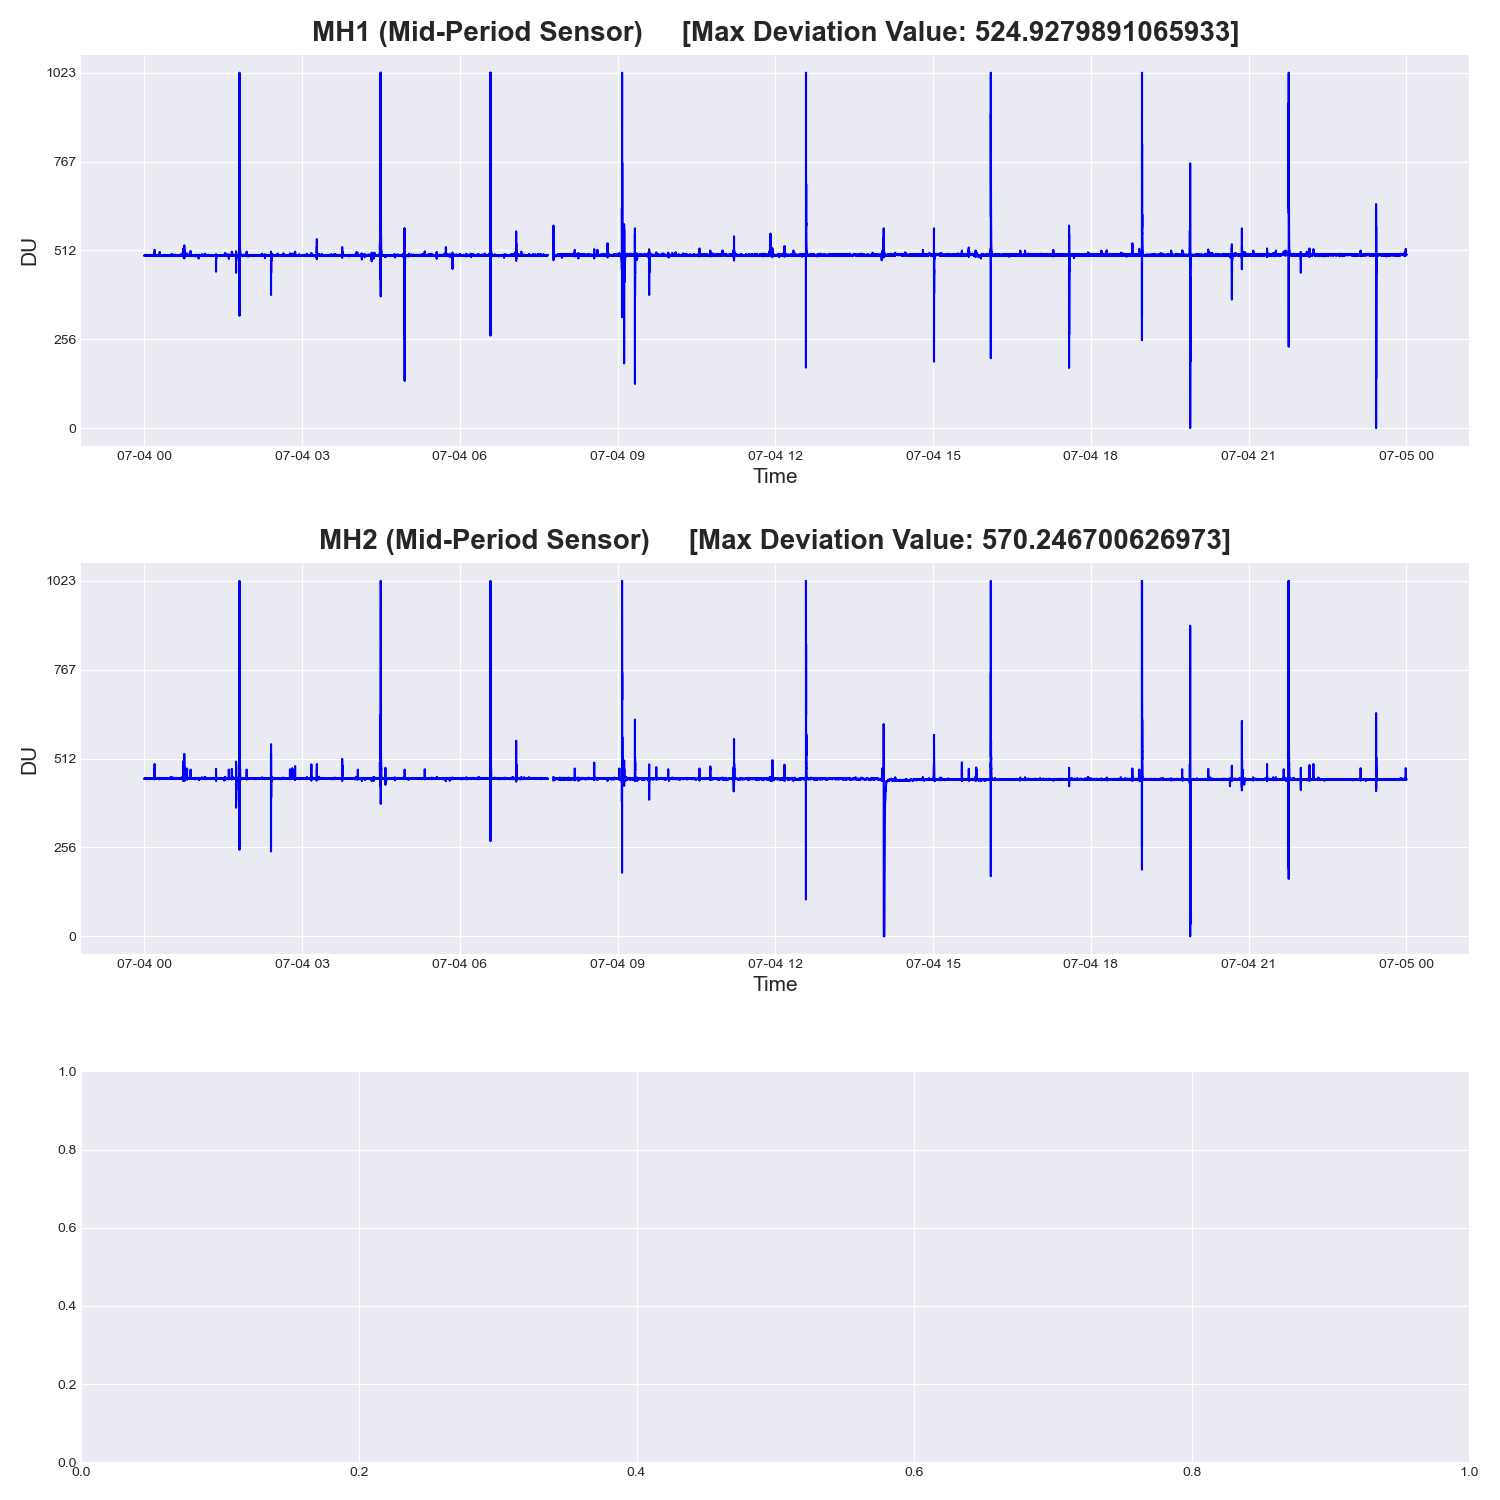 MH1 (Mid-Period Sensor) [Max Deviation Value: 524.9279891065933]
DU
1023
767
512
256
0
07-04 00 07-04 03 07-04 06 07-04 09 07-04 12 07-04 15 07-04 18 07-04 21 07-05 00
Time
MH2 (Mid-Period Sensor) [Max Deviation Value: 570.246700626973]
DU
1023
767
512
256
0
07-04 00 07-04 03 07-04 06 07-04 09 07-04 12 07-04 15 07-04 18 07-04 21 07-05 00
Time
1.0
0.8
0.6
0.4
0.2
0.0
0.0 0.2 0.4 0.6 0.8 1.0